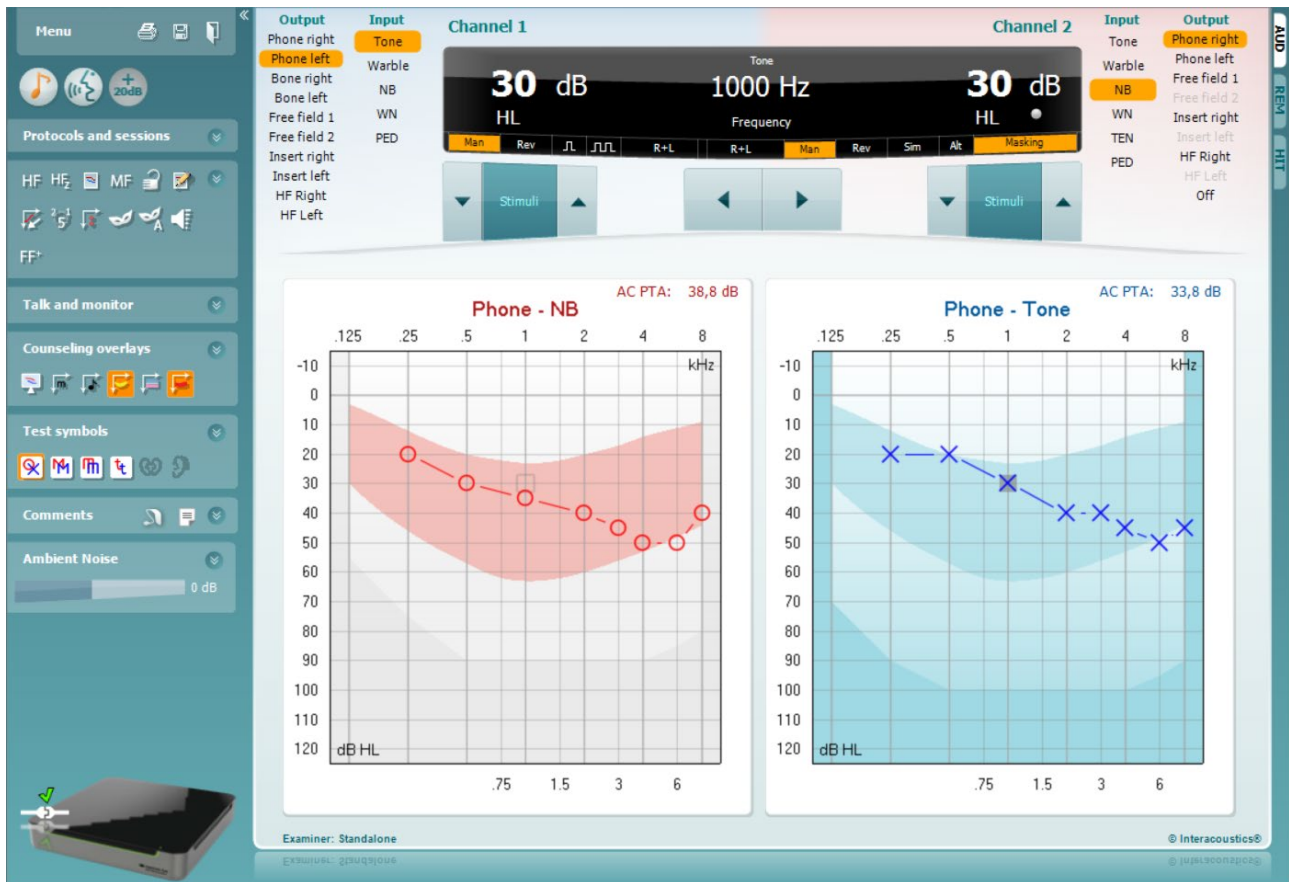 Menu
+
20dB
Protocols and sessions
HF HFz MF
2 5 1
A
FF+
Talk and monitor
Counseling overlays
m
Test symbols
M m t t
Comments
Ambient Noise
0 dB
Output
Phone right
Phone left
Bone right
Bone left
Free field 1
Free field 2
Insert right
Insert left
HF Right
HF Left
Input
Tone
Warble
NB
WN
PED
Channel 1
Channel 2
Tone
30 dB
HL
1000 Hz
Frequency
30 dB
HL
Man Rev R+L R+L Man Rev Sim Alt Masking
Stimuli
Stimuli
Input
Tone
Warble
NB
WN
TEN
PED
Output
Phone right
Phone left
Free field 1
Free field 2
Insert right
Insert left
HF Right
HF Left
Off
AUD
REM
HIT
AC PTA: 38,8 dB
Phone - NB
.125 .25 .5 1 2 4 8
kHz
-10
0
10
20
30
40
50
60
70
80
90
100
110
120
dB HL
.75 1.5 3 6
AC PTA: 33,8 dB
Phone - Tone
.125 .25 .5 1 2 4 8
kHz
-10
0
10
20
30
40
50
60
70
80
90
100
110
120
dB HL
.75 1.5 3 6
Examiner: Standalone
© Interacoustics®